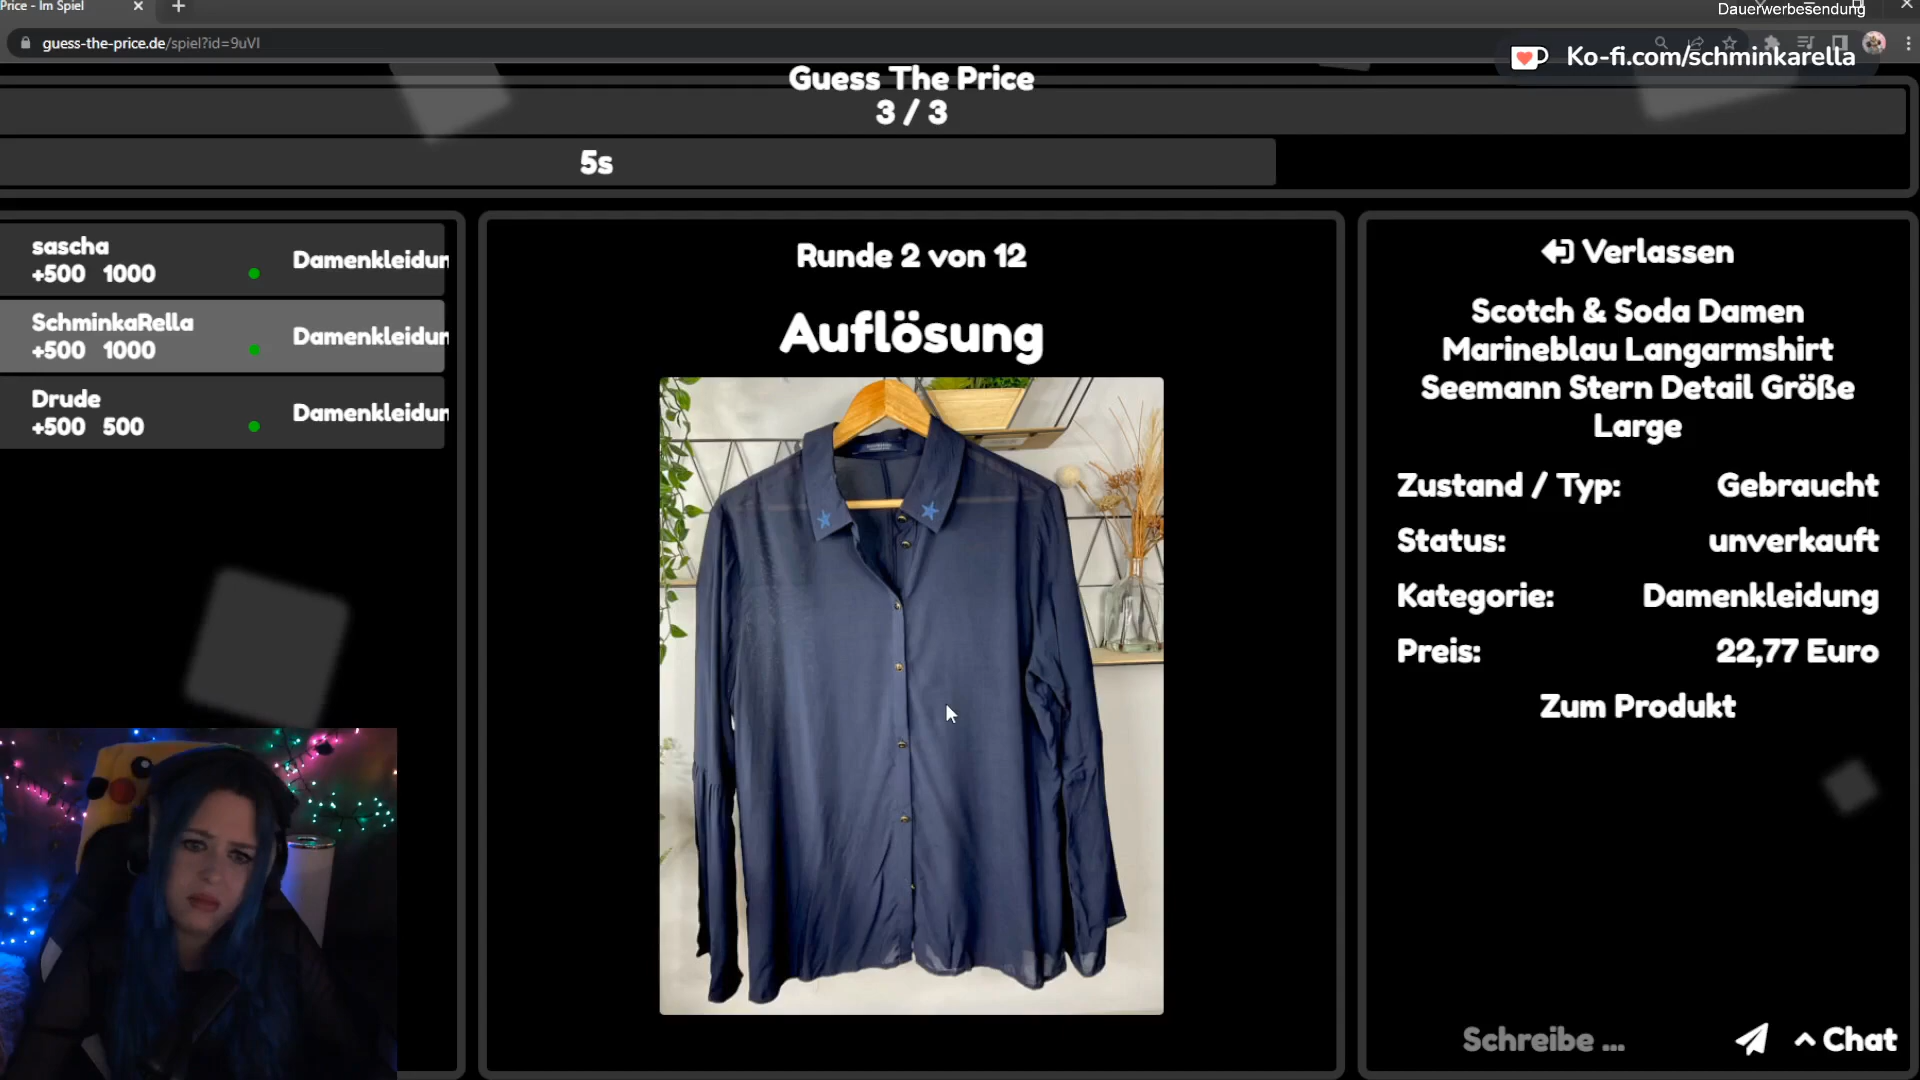 Price - Im Spiel
Dauerwerbesendung
guess-the-price.de/spiel?id=9uVI
Ko-fi.com/schminkarella
Guess The Price
3 / 3
5s
sascha
+500 1000
Damenkleidun
SchminkaRella
+500 1000
Damenkleidun
Drude
+500 500
Damenkleidun
Runde 2 von 12
Auflösung
Verlassen
Scotch & Soda Damen
Marineblau Langarmshirt
Seemann Stern Detail Größe
Large
Zustand / Typ: Gebraucht
Status: unverkauft
Kategorie: Damenkleidung
Preis: 22,77 Euro
Zum Produkt
Schreibe ...
Chat